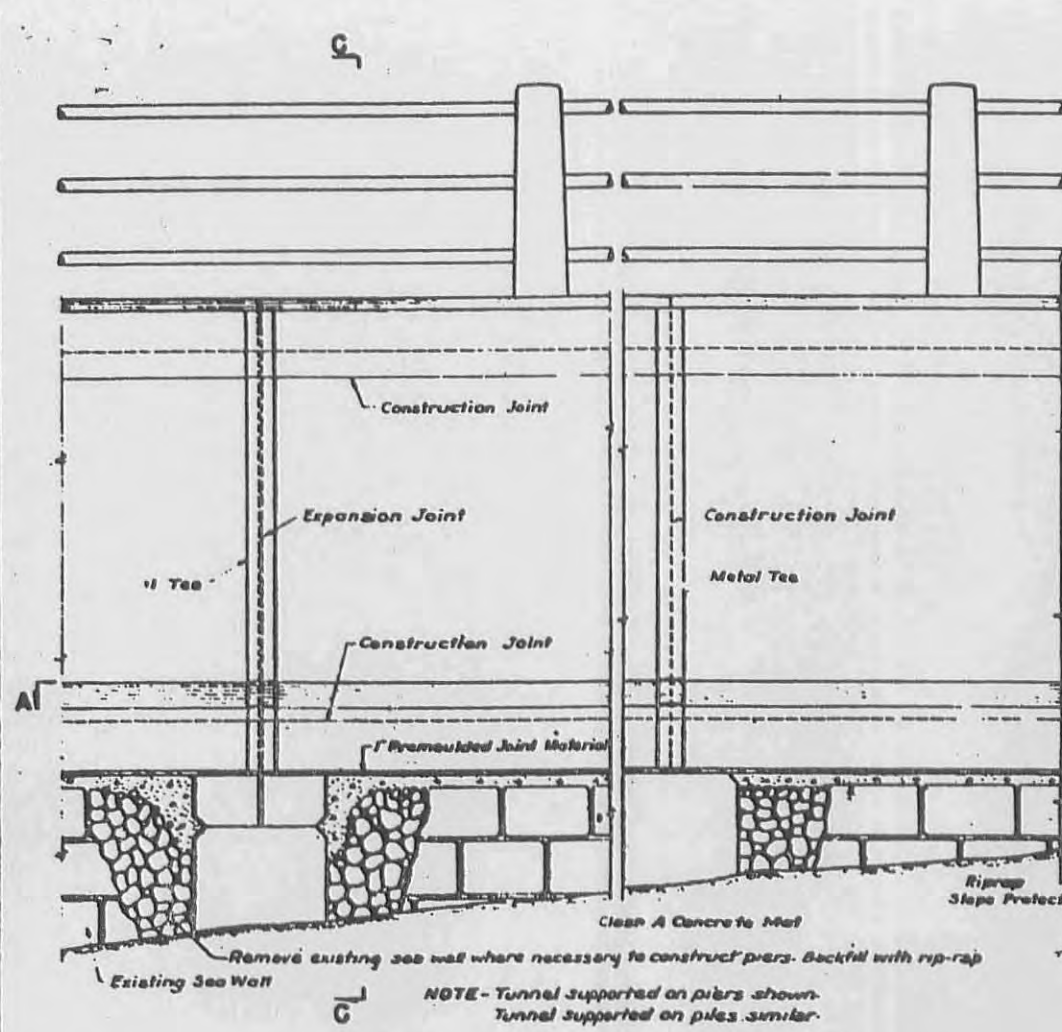 C
Construction Joint
Expansion Joint
Construction Joint
Tee
Metal Tee
Construction Joint
A
1" Premoulded Joint Material
Riprap
Slope Protect
Class A Concrete Mat
Remove existing sea wall where necessary to construct piers. Backfill with rip-rap
Existing Sea Wall
C
NOTE- Tunnel supported on piers shown.
Tunnel supported on piles similar.